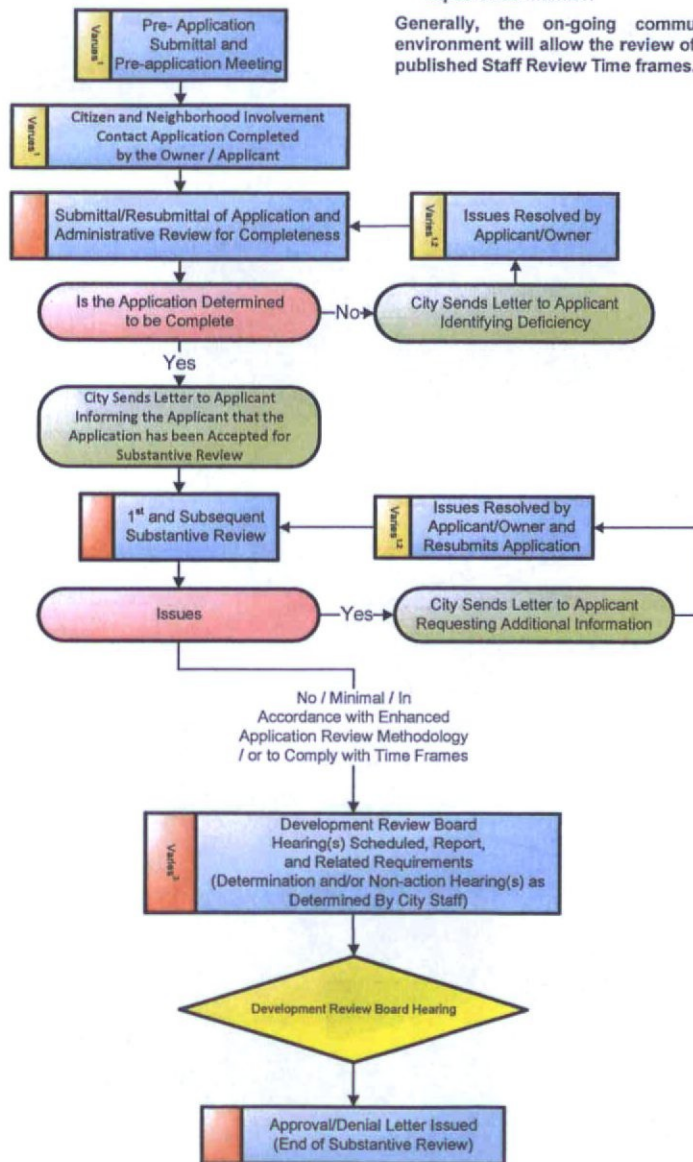 Generally, the on-going commu
environment will allow the review of
published Staff Review Time frames.
Varues¹
Pre- Application
Submittal and
Pre-application Meeting
Varues¹
Citizen and Neighborhood Involvement
Contact Application Completed
by the Owner / Applicant
Submittal/Resubmittal of Application and
Administrative Review for Completeness
Varies¹,²
Issues Resolved by
Applicant/Owner
Is the Application Determined
to be Complete
No
City Sends Letter to Applicant
Identifying Deficiency
Yes
City Sends Letter to Applicant
Informing the Applicant that the
Application has been Accepted for
Substantive Review
1st and Subsequent
Substantive Review
Varies¹,²
Issues Resolved by
Applicant/Owner and
Resubmits Application
Issues
Yes
City Sends Letter to Applicant
Requesting Additional Information
No / Minimal / In
Accordance with Enhanced
Application Review Methodology
/ or to Comply with Time Frames
Varies³
Development Review Board
Hearing(s) Scheduled, Report,
and Related Requirements
(Determination and/or Non-action Hearing(s) as
Determined By City Staff)
Development Review Board Hearing
Approval/Denial Letter Issued
(End of Substantive Review)